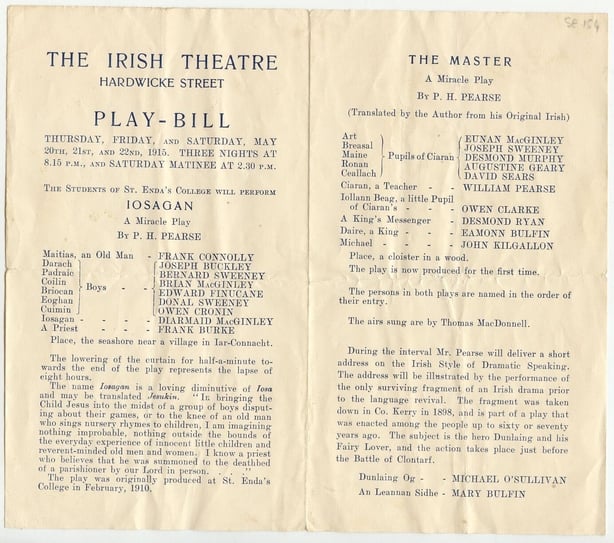 THE IRISH THEATRE
HARDWICKE STREET
PLAY-BILL
THURSDAY, FRIDAY, AND SATURDAY, MAY
20TH, 21ST, AND 22ND, 1915. THREE NIGHTS AT
8.15 P.M., AND SATURDAY MATINEE AT 2.30 P.M.
THE STUDENTS OF ST. ENDA'S COLLEGE WILL PERFORM
IOSAGAN
A Miracle Play
BY P. H. PEARSE
Maitias, an Old Man - FRANK CONNOLLY
Darach JOSEPH BUCKLEY
Padraic BERNARD SWEENEY
Coilin BRIAN MacGINLEY
Briocan Boys - - EDWARD FINUCANE
Eoghan DONAL SWEENEY
Cuimin OWEN CRONIN
Iosagan - - - - DIARMAID MacGINLEY
A Priest - - - FRANK BURKE
Place, the seashore near a village in Iar-Connacht.
The lowering of the curtain for half-a-minute to-
wards the end of the play represents the lapse of
eight hours.
The name Iosagan is a loving diminutive of Iosa
and may be translated Jesukin. "In bringing the
Child Jesus into the midst of a group of boys disput-
ing about their games, or to the knee of an old man
who sings nursery rhymes to children, I am imagining
nothing improbable, nothing outside the bounds of
the everyday experience of innocent little children and
reverent-minded old men and women. I know a priest
who believes that he was summoned to the deathbed
of a parishioner by our Lord in person. . . . ."
The play was originally produced at St. Enda's
College in February, 1910.
SE 154
THE MASTER
A Miracle Play
BY P. H. PEARSE
(Translated by the Author from his Original Irish)
Art EUNAN MacGINLEY
Breasal JOSEPH SWEENEY
Maine Pupils of Ciaran DESMOND MURPHY
Ronan AUGUSTINE GEARY
Ceallach DAVID SEARS
Ciaran, a Teacher - - WILLIAM PEARSE
Iollann Beag, a little Pupil
of Ciaran's - - - - OWEN CLARKE
A King's Messenger - DESMOND RYAN
Daire, a King - - - EAMONN BULFIN
Michael - - - - JOHN KILGALLON
Place, a cloister in a wood.
The play is now produced for the first time.
The persons in both plays are named in the order of
their entry.
The airs sung are by Thomas MacDonnell.
During the interval Mr. Pearse will deliver a short
address on the Irish Style of Dramatic Speaking.
The address will be illustrated by the performance of
the only surviving fragment of an Irish drama prior
to the language revival. The fragment was taken
down in Co. Kerry in 1898, and is part of a play that
was enacted among the people up to sixty or seventy
years ago. The subject is the hero Dunlaing and his
Fairy Lover, and the action takes place just before
the Battle of Clontarf.
Dunlaing Og - - MICHAEL O'SULLIVAN
An Leannan Sidhe - MARY BULFIN